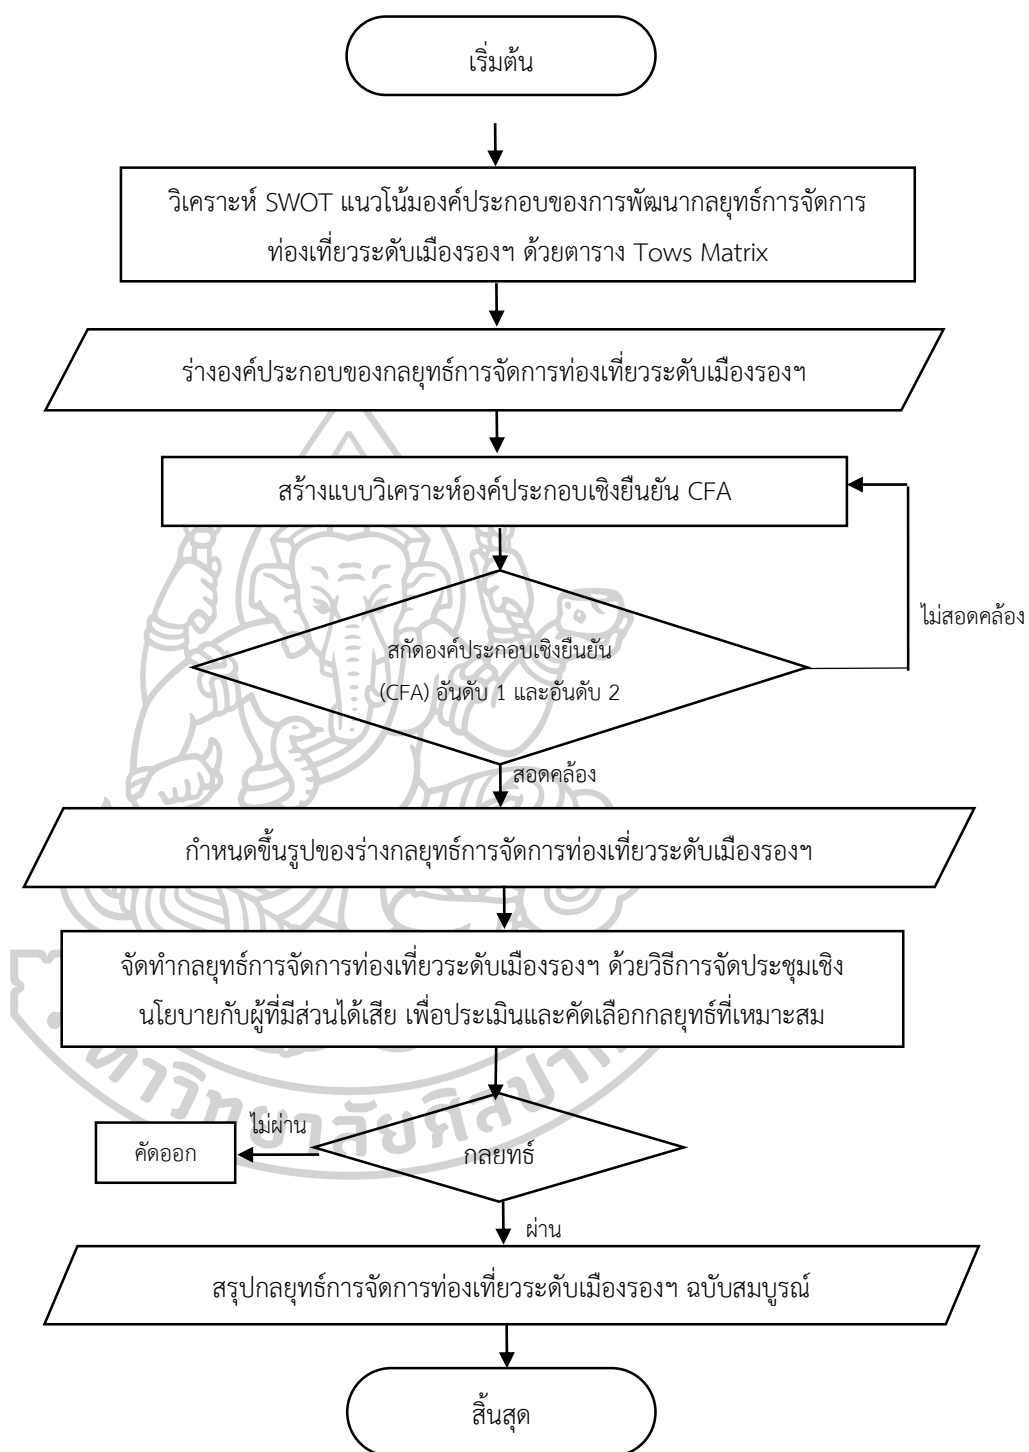 เริ่มต้น
วิเคราะห์ SWOT แนวโน้มองค์ประกอบของการพัฒนากลยุทธ์การจัดการ
ท่องเที่ยวระดับเมืองรองฯ ด้วยตาราง Tows Matrix
ร่างองค์ประกอบของกลยุทธ์การจัดการท่องเที่ยวระดับเมืองรองฯ
สร้างแบบวิเคราะห์องค์ประกอบเชิงยืนยัน CFA
ไม่สอดคล้อง
สกัดองค์ประกอบเชิงยืนยัน
(CFA) อันดับ 1 และอันดับ 2
สอดคล้อง
กำหนดขึ้นรูปของร่างกลยุทธ์การจัดการท่องเที่ยวระดับเมืองรองฯ
จัดทำกลยุทธ์การจัดการท่องเที่ยวระดับเมืองรองฯ ด้วยวิธีการจัดประชุมเชิง
นโยบายกับผู้ที่มีส่วนได้เสีย เพื่อประเมินและคัดเลือกกลยุทธ์ที่เหมาะสม
ไม่ผ่าน
คัดออก
กลยทธ์
ผ่าน
สรุปกลยุทธ์การจัดการท่องเที่ยวระดับเมืองรองฯ ฉบับสมบูรณ์
สิ้นสุด